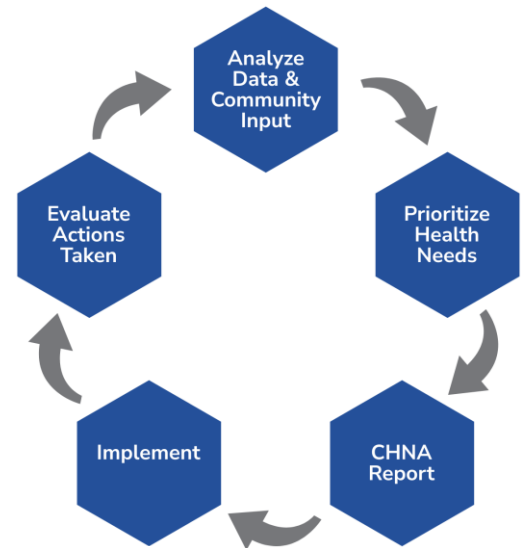 Analyze
Data &
Community
Input
Prioritize
Health
Needs
CHNA
Report
Implement
Evaluate
Actions
Taken